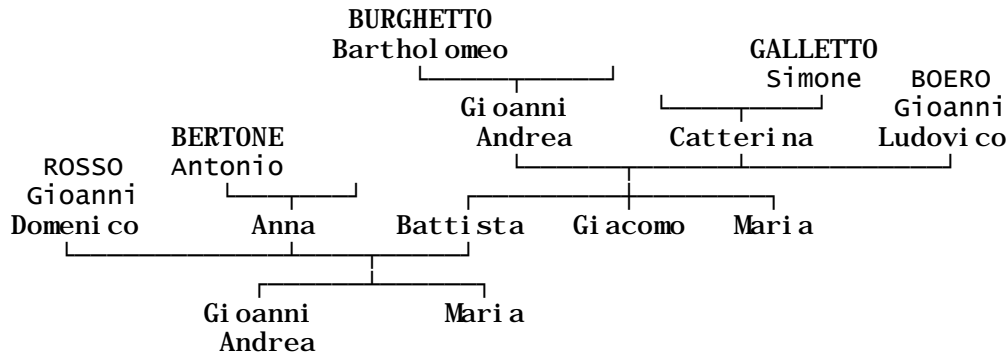 BURGHETTO
Bartholomeo
GALLETTO
Simone
BOERO
Gioanni
Ludovico
Gioanni
Andrea
Catterina
BERTONE
Antonio
ROSSO
Gioanni
Domenico
Anna
Battista
Giacomo
Maria
Gioanni
Andrea
Maria